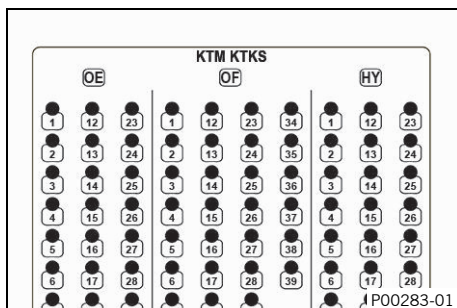 KTM KTKS
OE OF HY
1 12 23 1 12 23 34 1 12 23
2 13 24 2 13 24 35 2 13 24
3 14 25 3 14 25 36 3 14 25
4 15 26 4 15 26 37 4 15 26
5 16 27 5 16 27 38 5 16 27
6 17 28 6 17 28 39 6 17 28
P00283-01